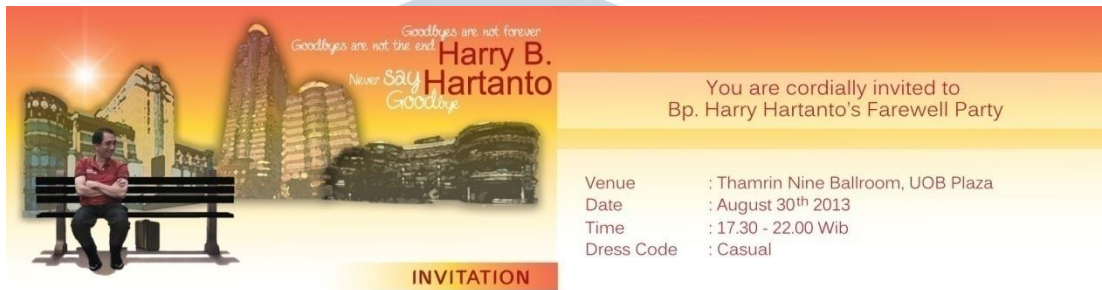 Goodbyes are not forever
Goodbyes are not the end
Harry B.
Never say
Hartanto
Goodbye
INVITATION
You are cordially invited to
Bp. Harry Hartanto's Farewell Party
Venue : Thamrin Nine Ballroom, UOB Plaza
Date : August 30th 2013
Time : 17.30 - 22.00 Wib
Dress Code : Casual